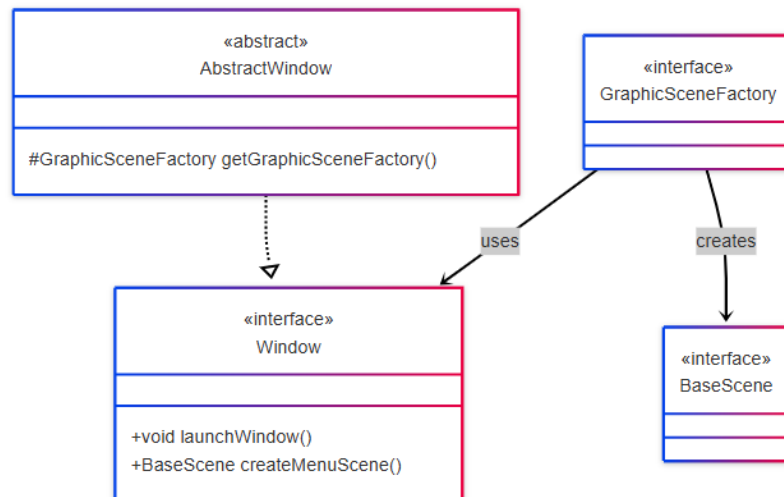 «abstract»
AbstractWindow
#GraphicSceneFactory getGraphicSceneFactory()
«interface»
GraphicSceneFactory
uses
creates
«interface»
Window
+void launchWindow()
+BaseScene createMenuScene()
«interface»
BaseScene